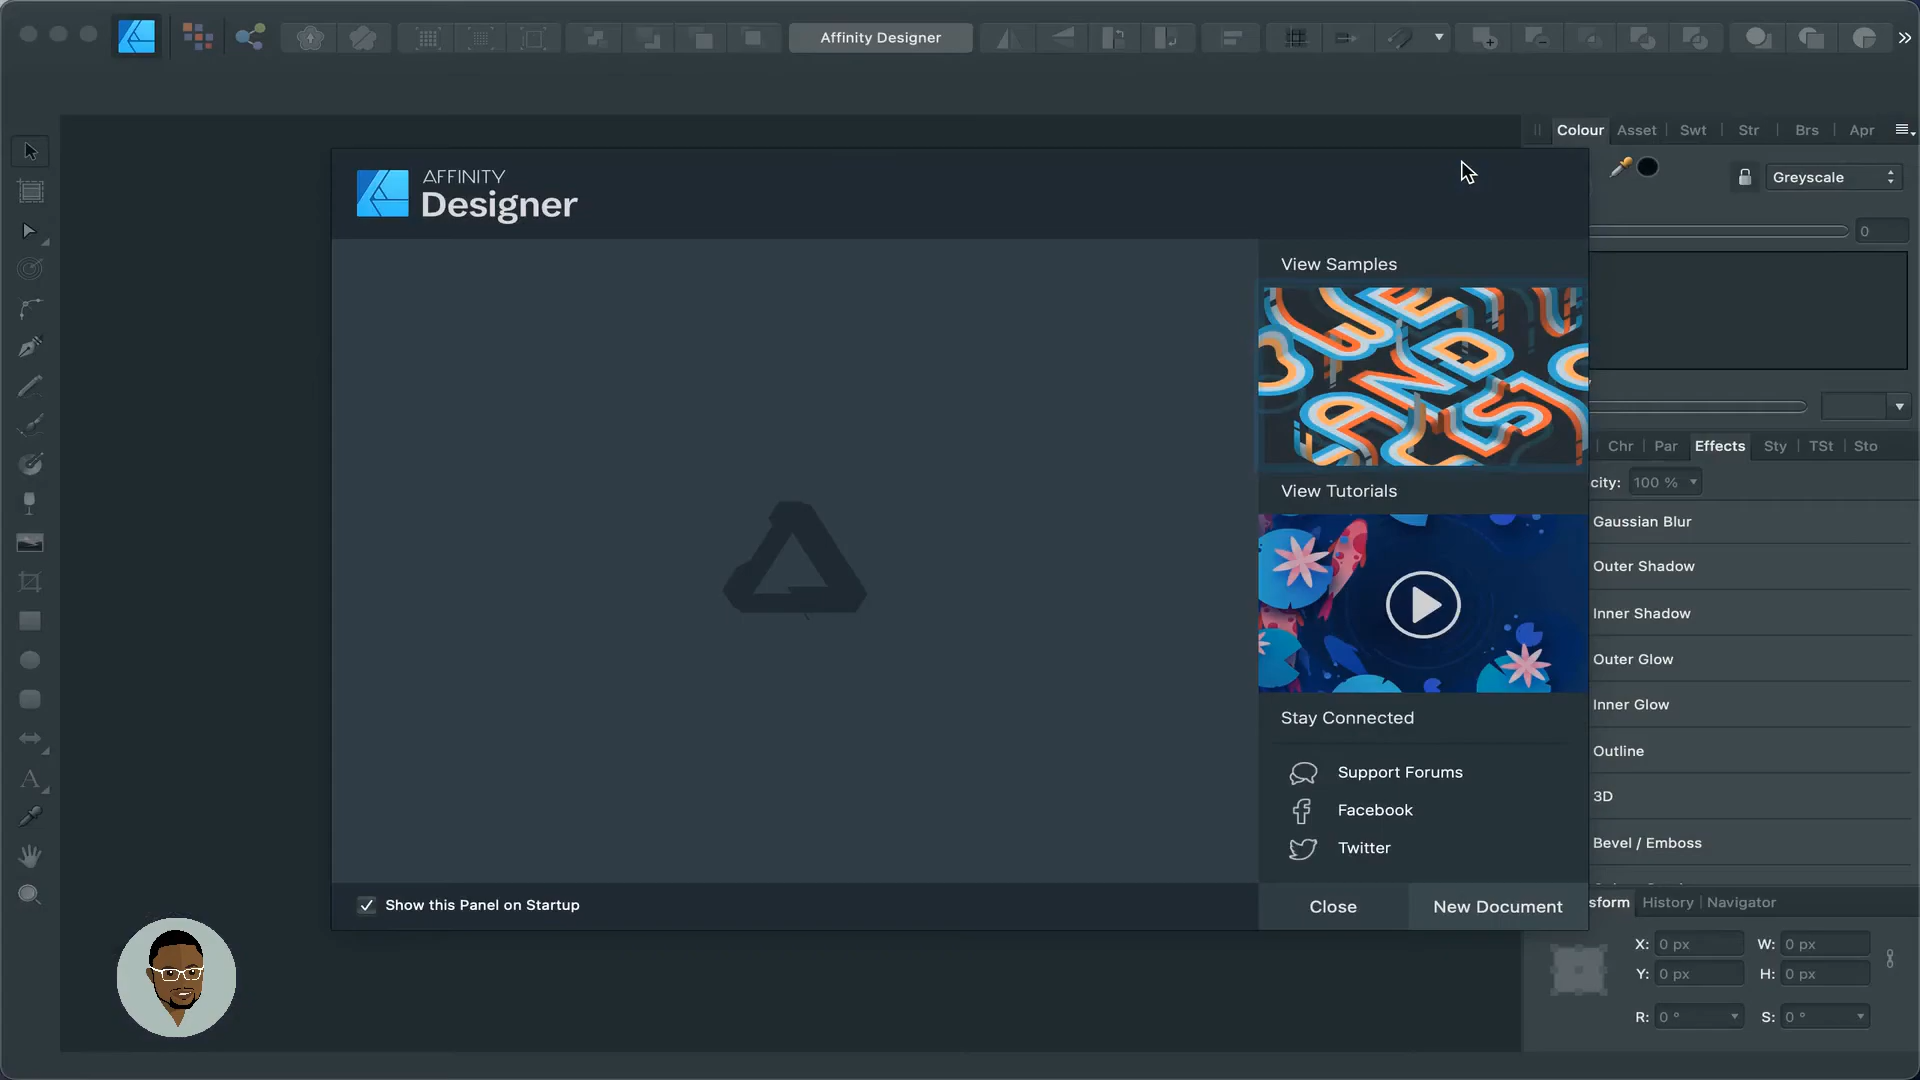 Affinity Designer
Colour Asset Swt Str Brs Apr
Greyscale
0
AFFINITY
Designer
View Samples
View Tutorials
Stay Connected
Support Forums
Facebook
Twitter
Show this Panel on Startup
Close
New Document
Chr Par Effects Sty TSt Sto
city: 100 %
Gaussian Blur
Outer Shadow
Inner Shadow
Outer Glow
Inner Glow
Outline
3D
Bevel / Emboss
sform History Navigator
X: 0 px W: 0 px
Y: 0 px H: 0 px
R: 0 ° S: 0 °